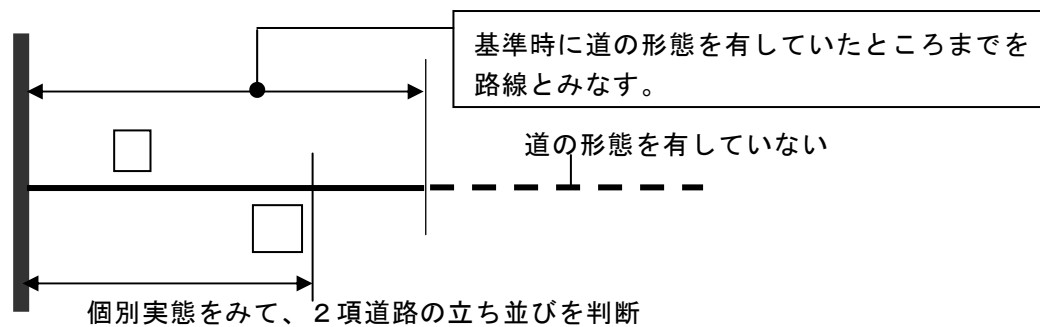 基準時に道の形態を有していたところまでを
路線とみなす。
道の形態を有していない
個別実態をみて、２項道路の立ち並びを判断